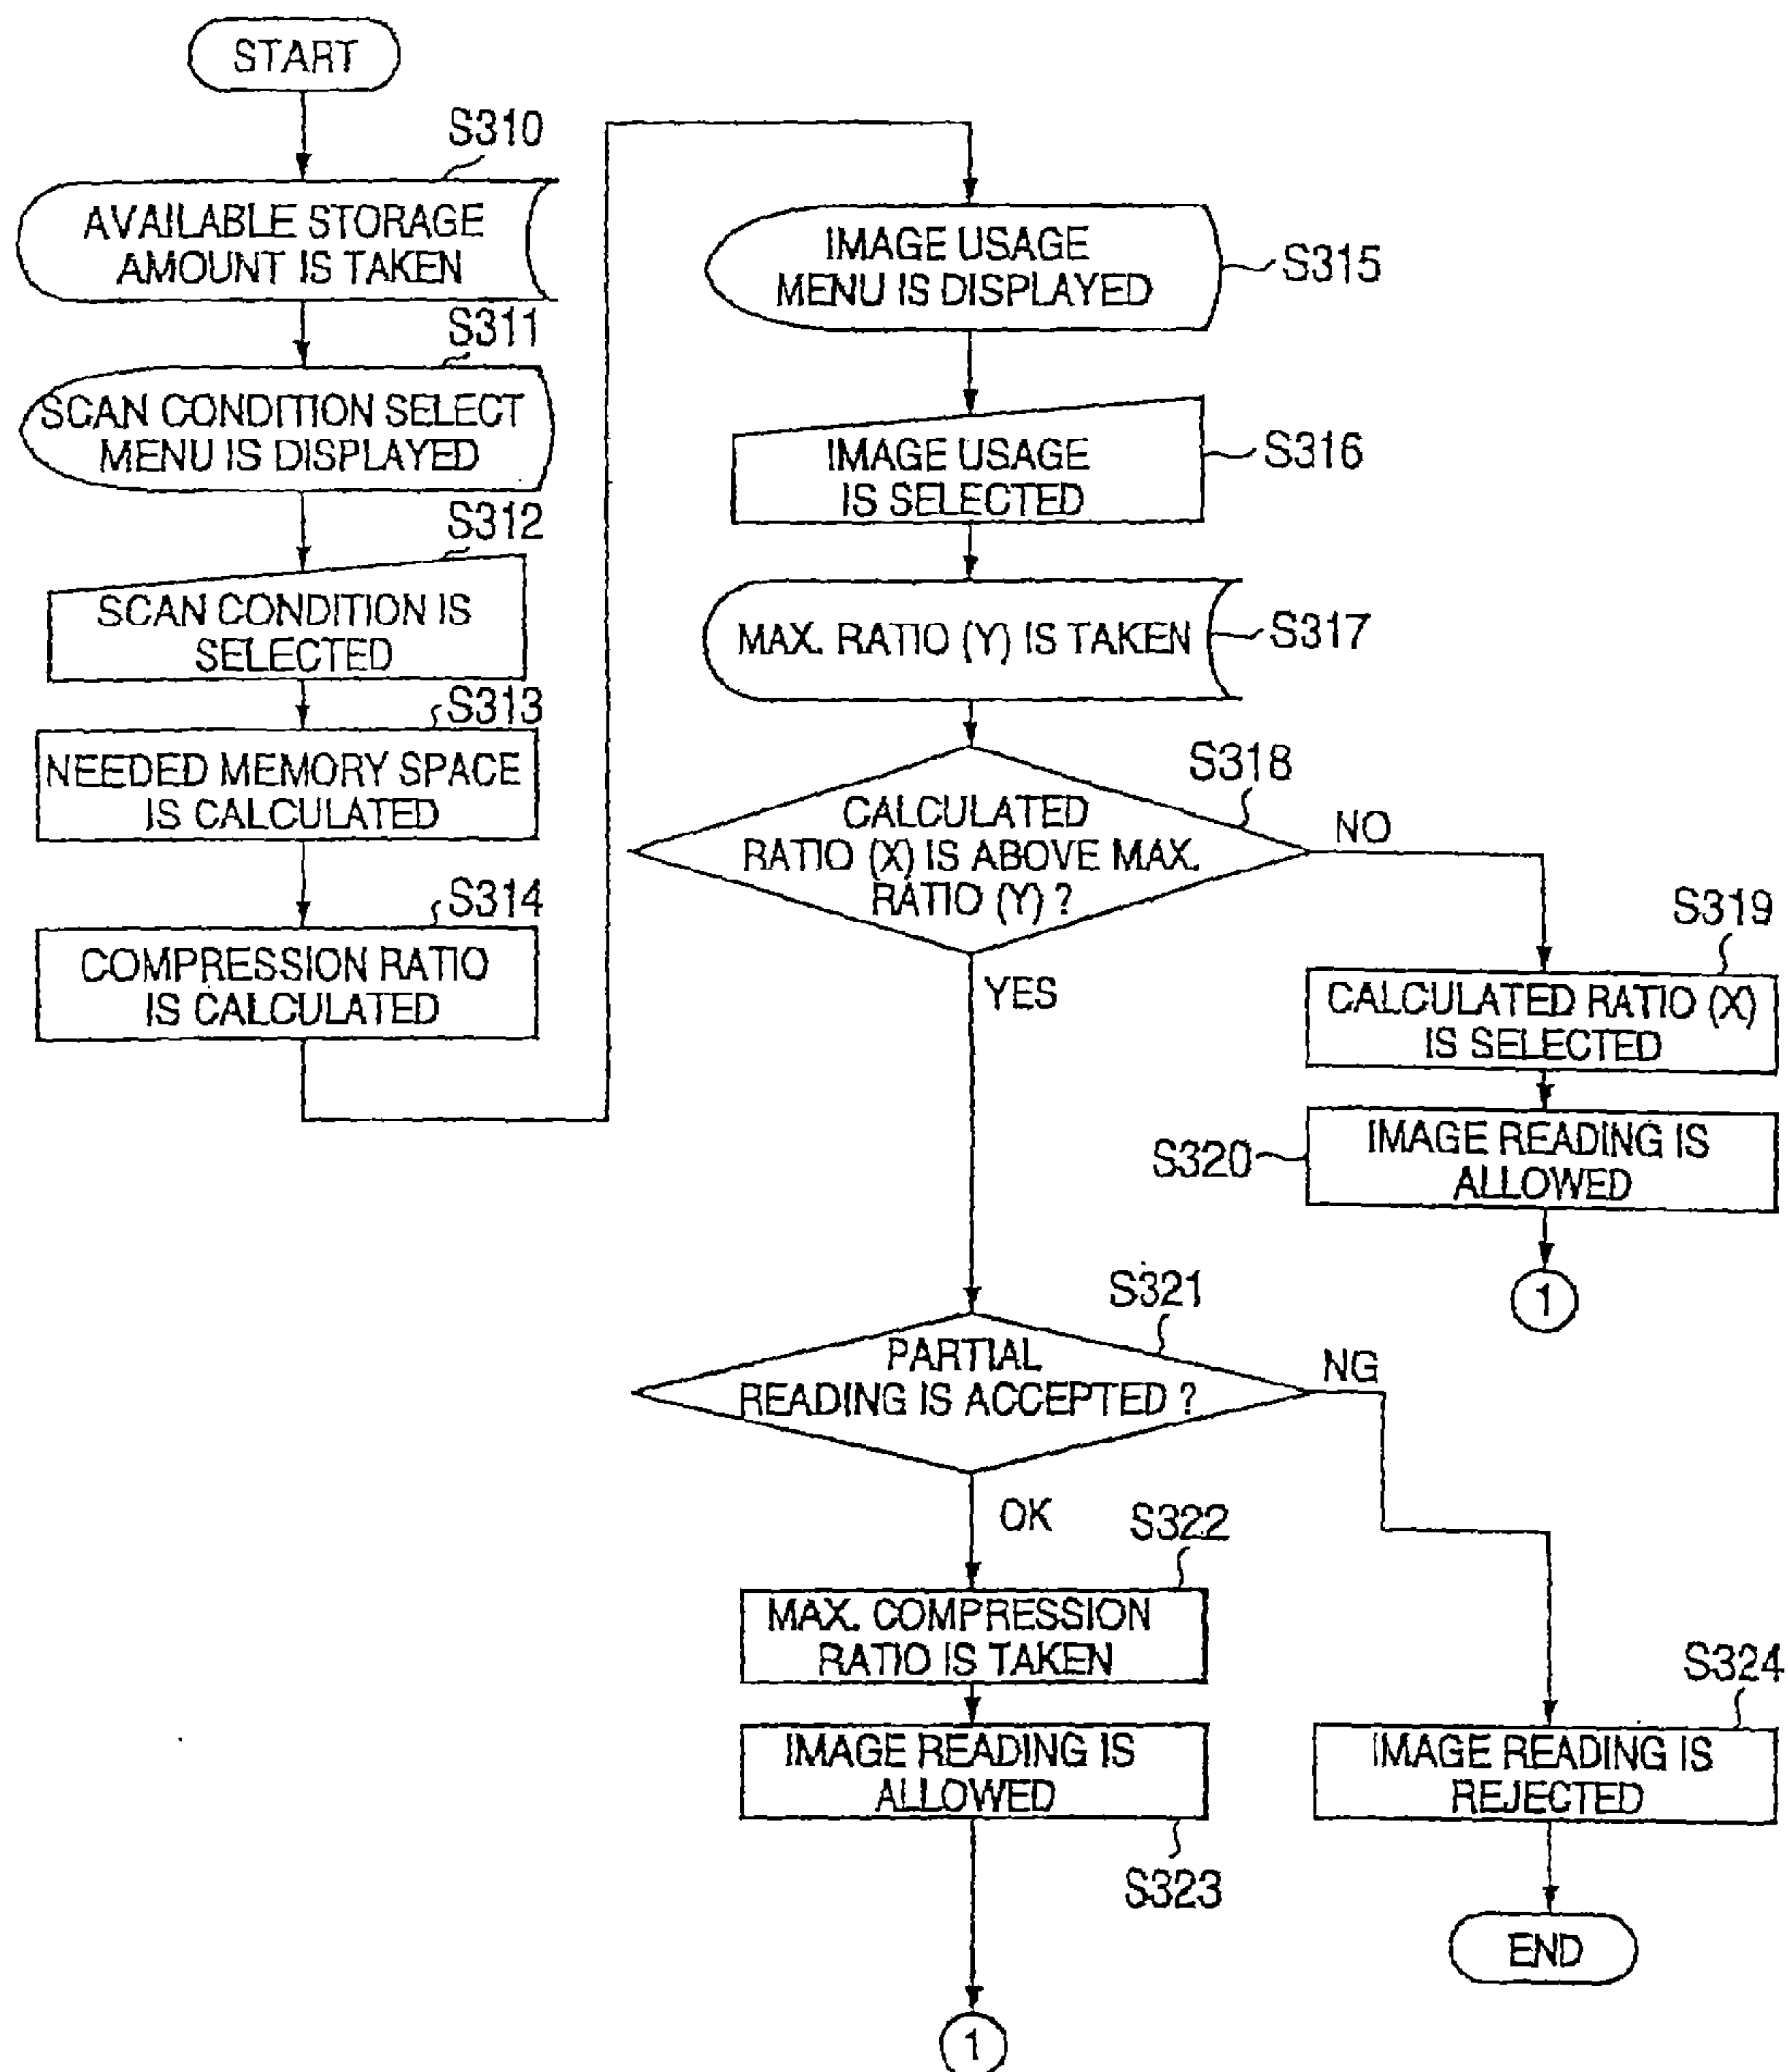 START
S310
AVAILABLE STORAGE
AMOUNT IS TAKEN
S311
SCAN CONDITION SELECT
MENU IS DISPLAYED
S312
SCAN CONDITION IS
SELECTED
S313
NEEDED MEMORY SPACE
IS CALCULATED
S314
COMPRESSION RATIO
IS CALCULATED
IMAGE USAGE
MENU IS DISPLAYED
S315
IMAGE USAGE
IS SELECTED
S316
MAX. RATIO (Y) IS TAKEN
S317
S318
CALCULATED
RATIO (X) IS ABOVE MAX.
RATIO (Y) ?
NO
YES
S319
CALCULATED RATIO (X)
IS SELECTED
S320
IMAGE READING IS
ALLOWED
1
S321
PARTIAL
READING IS ACCEPTED ?
NG
OK
S322
MAX. COMPRESSION
RATIO IS TAKEN
IMAGE READING IS
ALLOWED
S323
1
S324
IMAGE READING IS
REJECTED
END